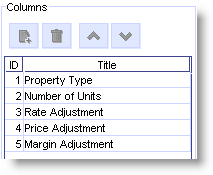 Columns
ID Title
1 Property Type
2 Number of Units
3 Rate Adjustment
4 Price Adjustment
5 Margin Adjustment